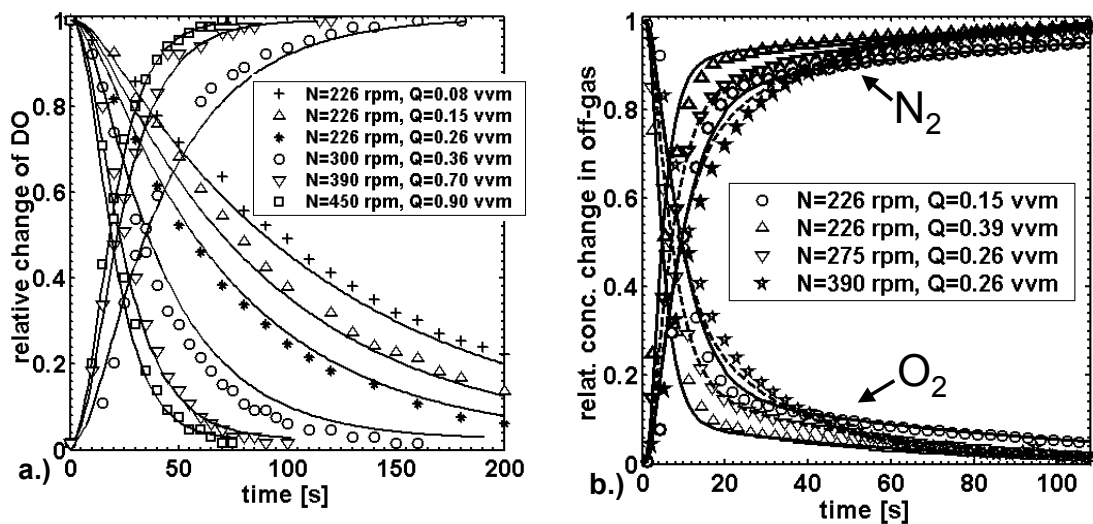 1
0.8
0.6
0.4
0.2
0
relative change of DO
N=226 rpm, Q=0.08 vvm
N=226 rpm, Q=0.15 vvm
N=226 rpm, Q=0.26 vvm
N=300 rpm, Q=0.36 vvm
N=390 rpm, Q=0.70 vvm
N=450 rpm, Q=0.90 vvm
0 50 100 150 200
a.)
time [s]
1
0.8
0.6
0.4
0.2
0
relat. conc. change in off-gas
N2
N=226 rpm, Q=0.15 vvm
N=226 rpm, Q=0.39 vvm
N=275 rpm, Q=0.26 vvm
N=390 rpm, Q=0.26 vvm
O2
0 20 40 60 80 100
b.)
time [s]